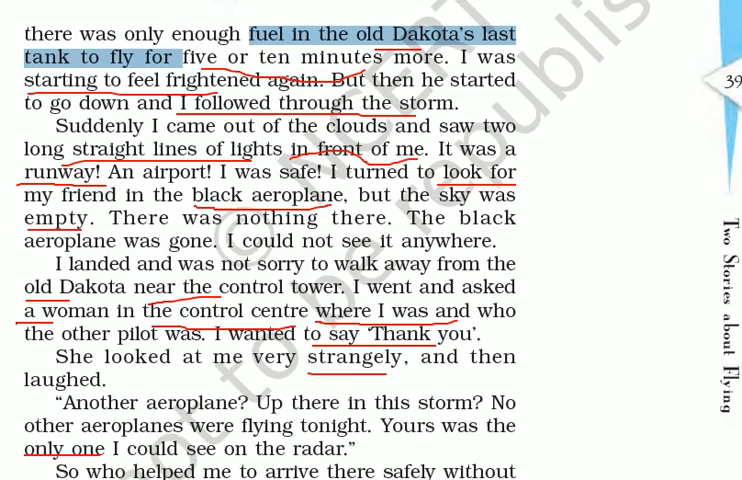 there was only enough fuel in the old Dakota's last
tank to fly for five or ten minutes more. I was
starting to feel frightened again. But then he started
to go down and I followed through the storm.
Suddenly I came out of the clouds and saw two
long straight lines of lights in front of me. It was a
runway! An airport! I was safe! I turned to look for
my friend in the black aeroplane, but the sky was
empty. There was nothing there. The black
aeroplane was gone. I could not see it anywhere.
I landed and was not sorry to walk away from the
old Dakota near the control tower. I went and asked
a woman in the control centre where I was and who
the other pilot was. I wanted to say ‘Thank you’.
She looked at me very strangely, and then
laughed.
“Another aeroplane? Up there in this storm? No
other aeroplanes were flying tonight. Yours was the
only one I could see on the radar.”
So who helped me to arrive there safely without
39
Two Stories about Flying
© NCERT
not to be republis